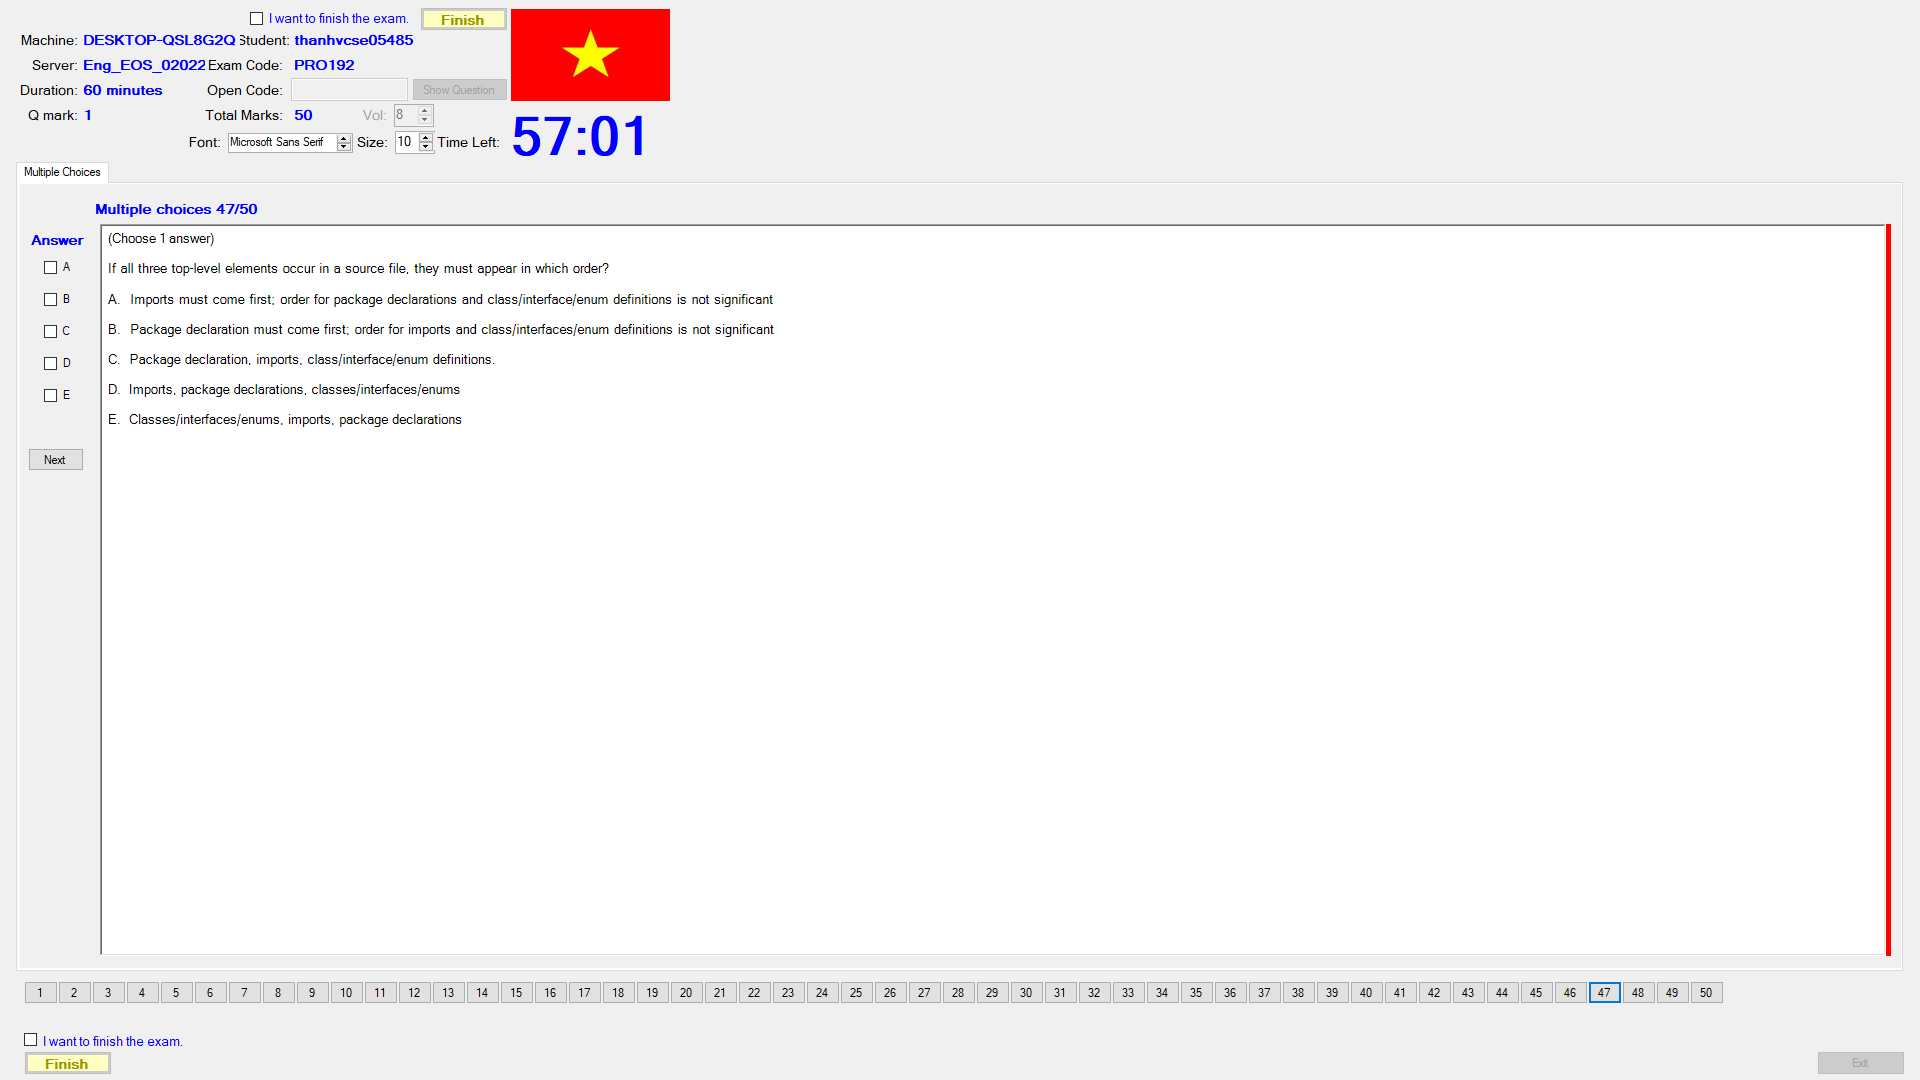 I want to finish the exam.
Finish
Machine: DESKTOP-QSL8G2Q Student: thanhvcse05485
Server: Eng_EOS_02022 Exam Code: PRO192
Duration: 60 minutes Open Code: Show Question
Q mark: 1 Total Marks: 50 Vol: 8
Font: Microsoft Sans Serif Size: 10 Time Left: 57:01
Multiple Choices
Multiple choices 47/50
Answer
A
B
C
D
E
Next
(Choose 1 answer)
If all three top-level elements occur in a source file, they must appear in which order?
A. Imports must come first; order for package declarations and class/interface/enum definitions is not significant
B. Package declaration must come first; order for imports and class/interfaces/enum definitions is not significant
C. Package declaration, imports, class/interface/enum definitions.
D. Imports, package declarations, classes/interfaces/enums
E. Classes/interfaces/enums, imports, package declarations
1 2 3 4 5 6 7 8 9 10 11 12 13 14 15 16 17 18 19 20 21 22 23 24 25 26 27 28 29 30 31 32 33 34 35 36 37 38 39 40 41 42 43 44 45 46 47 48 49 50
I want to finish the exam.
Finish
Exit